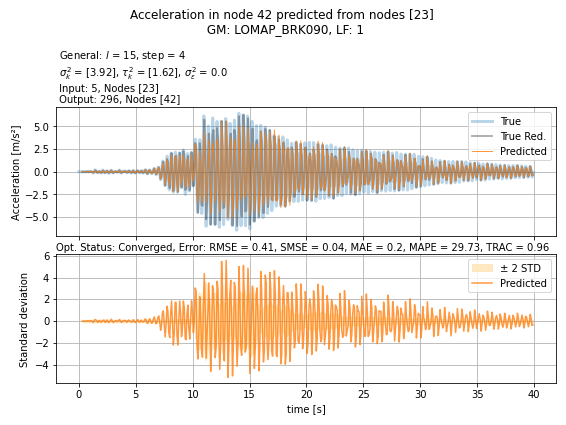 Acceleration in node 42 predicted from nodes [23]
GM: LOMAP_BRK090, LF: 1
General: l = 15, step = 4
σ_k^2 = [3.92], τ_k^2 = [1.62], σ_ε^2 = 0.0
Input: 5, Nodes [23]
Output: 296, Nodes [42]
Acceleration [m/s²]
5.0
2.5
0.0
−2.5
−5.0
True
True Red.
Predicted
Opt. Status: Converged, Error: RMSE = 0.41, SMSE = 0.04, MAE = 0.2, MAPE = 29.73, TRAC = 0.96
Standard deviation
6
4
2
0
−2
−4
± 2 STD
Predicted
0 5 10 15 20 25 30 35 40
time [s]